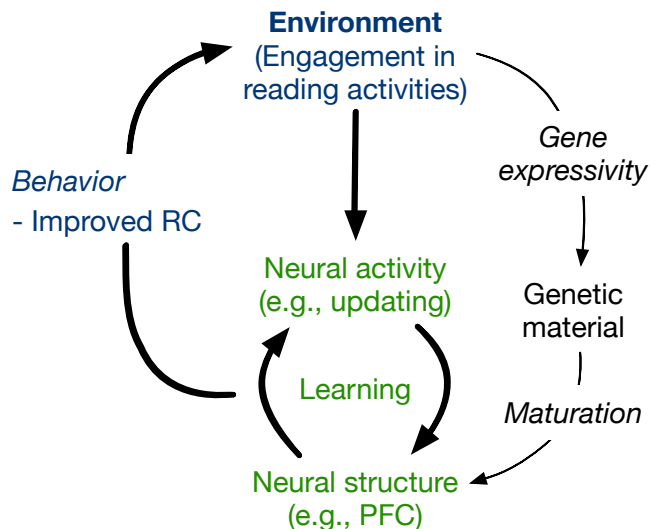 Environment
(Engagement in
reading activities)
Gene
expressivity
Behavior
- Improved RC
Neural activity
(e.g., updating)
Genetic
material
Learning
Maturation
Neural structure
(e.g., PFC)